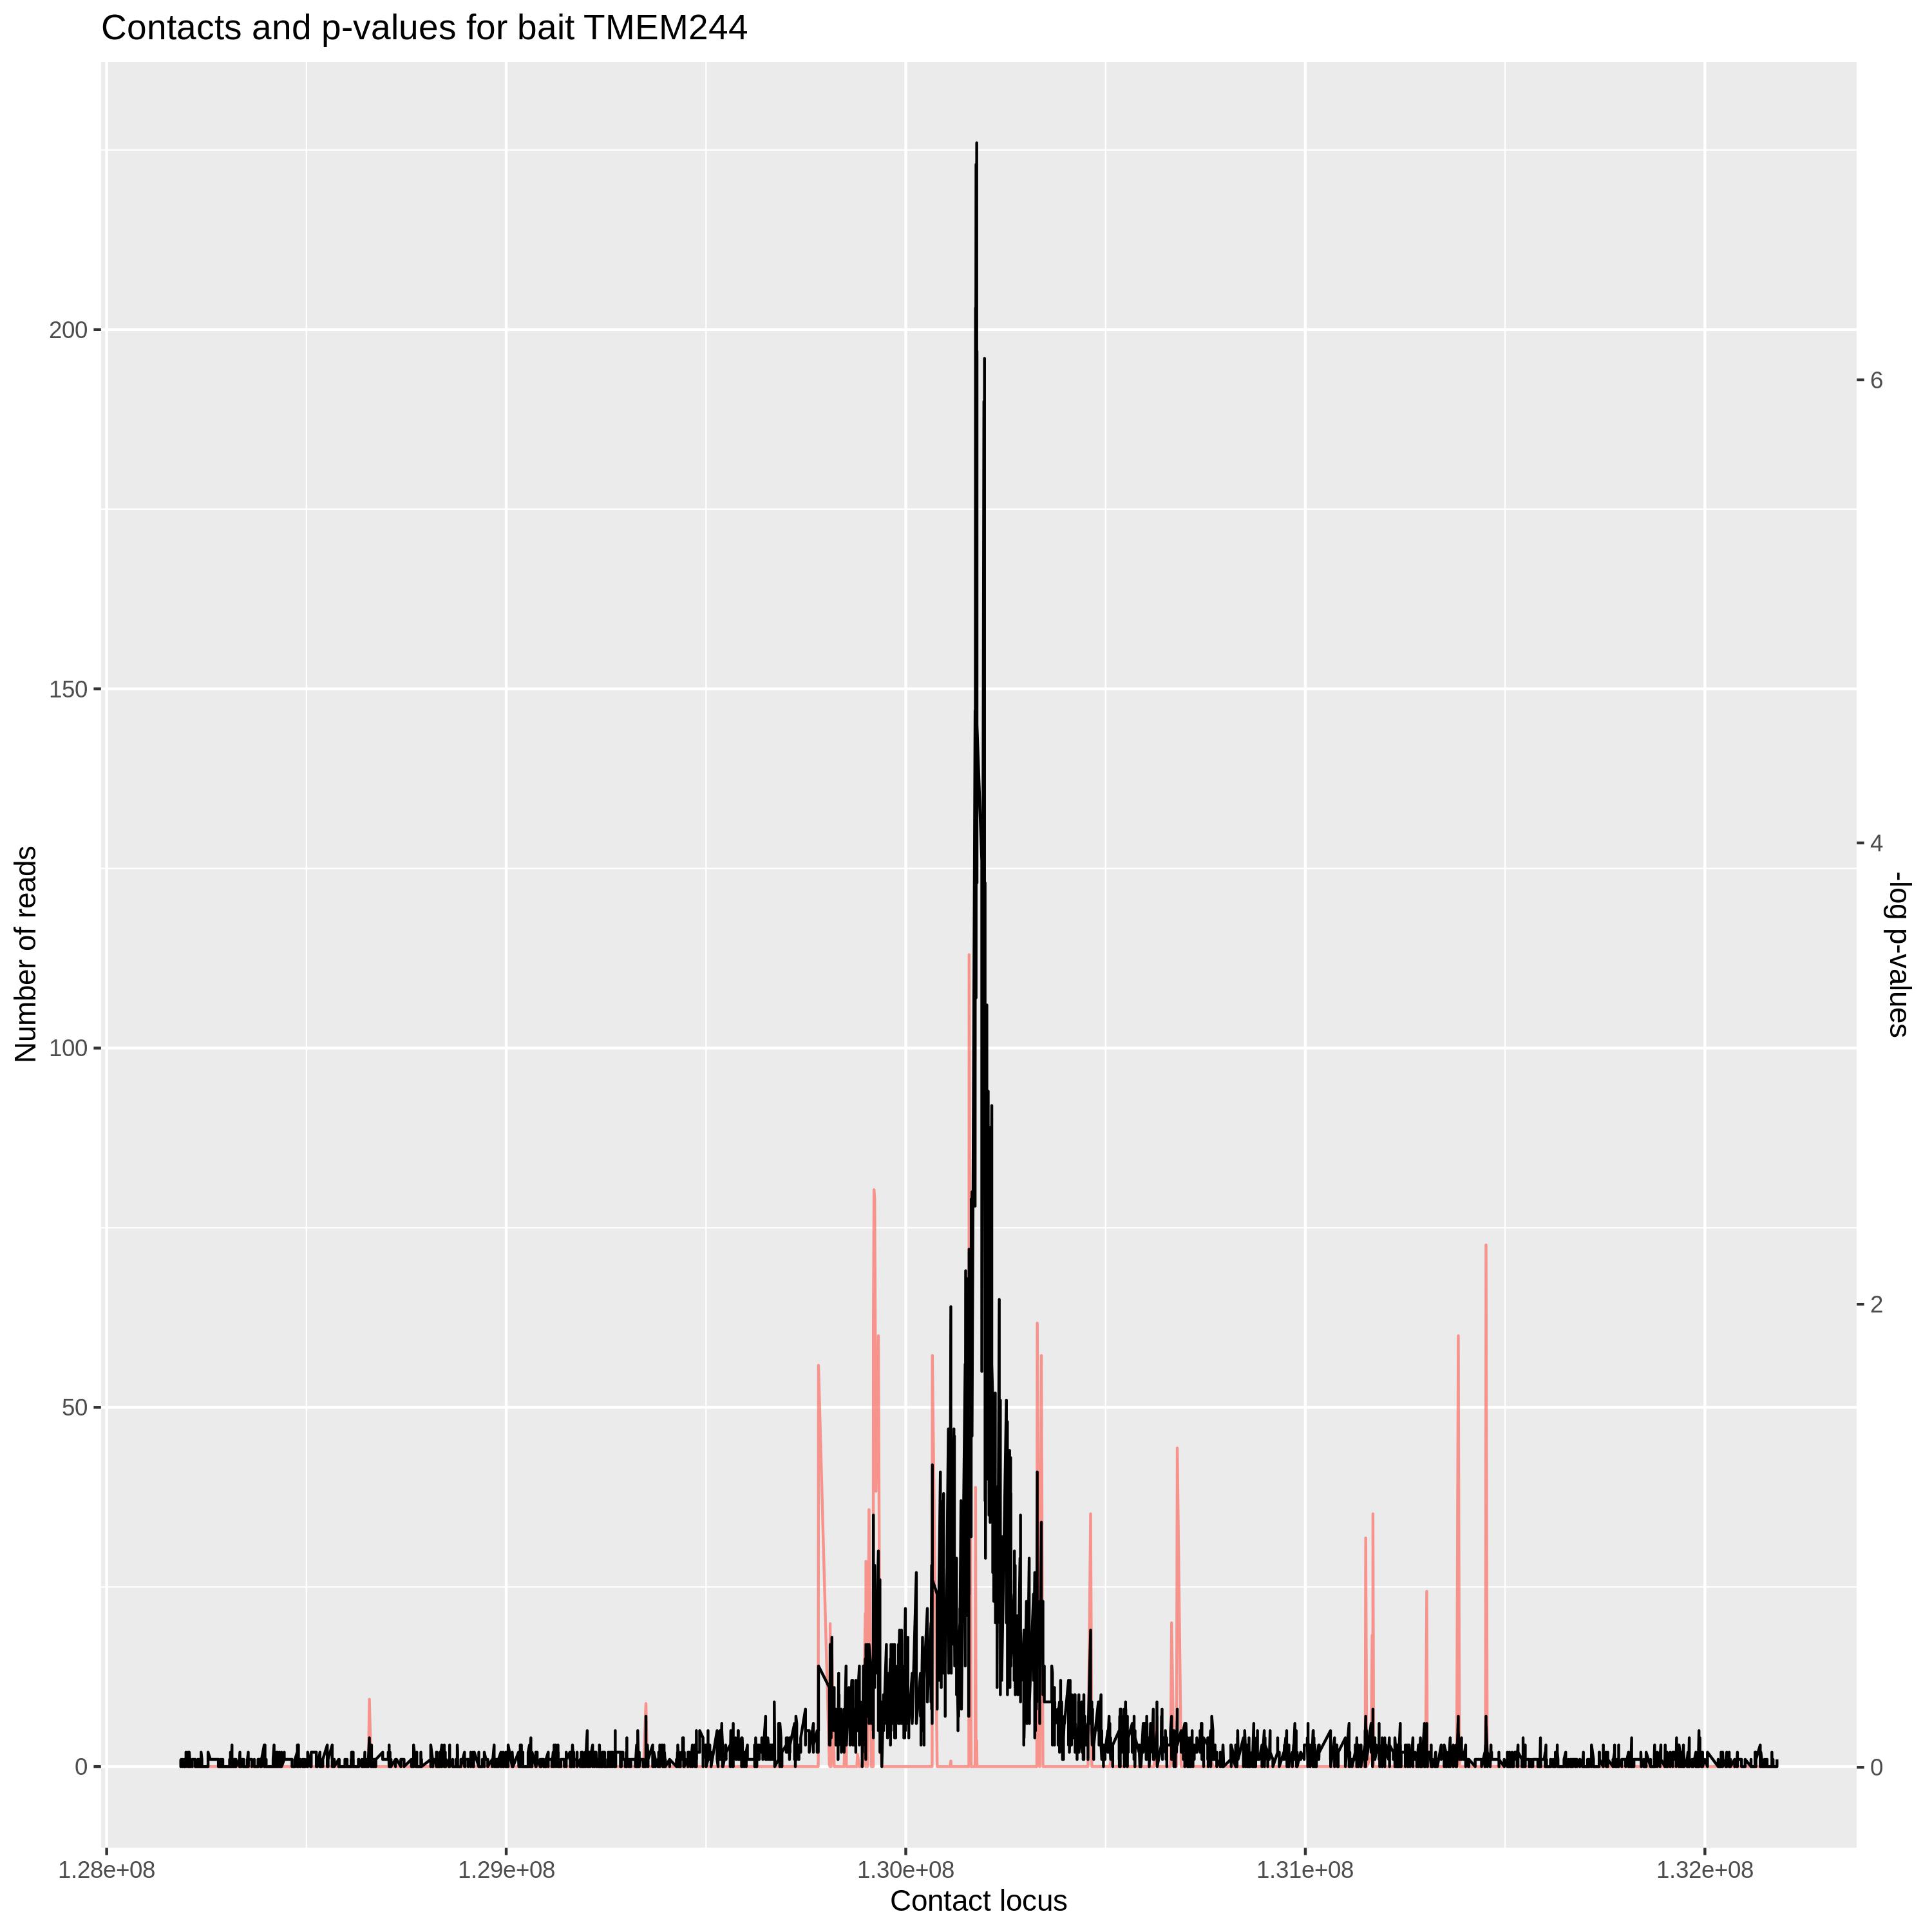 Contacts and p-values for bait TMEM244
Number of reads
200
150
100
50
0
6
4
2
0
-log p-values
1.28e+08
1.29e+08
1.30e+08
1.31e+08
1.32e+08
Contact locus